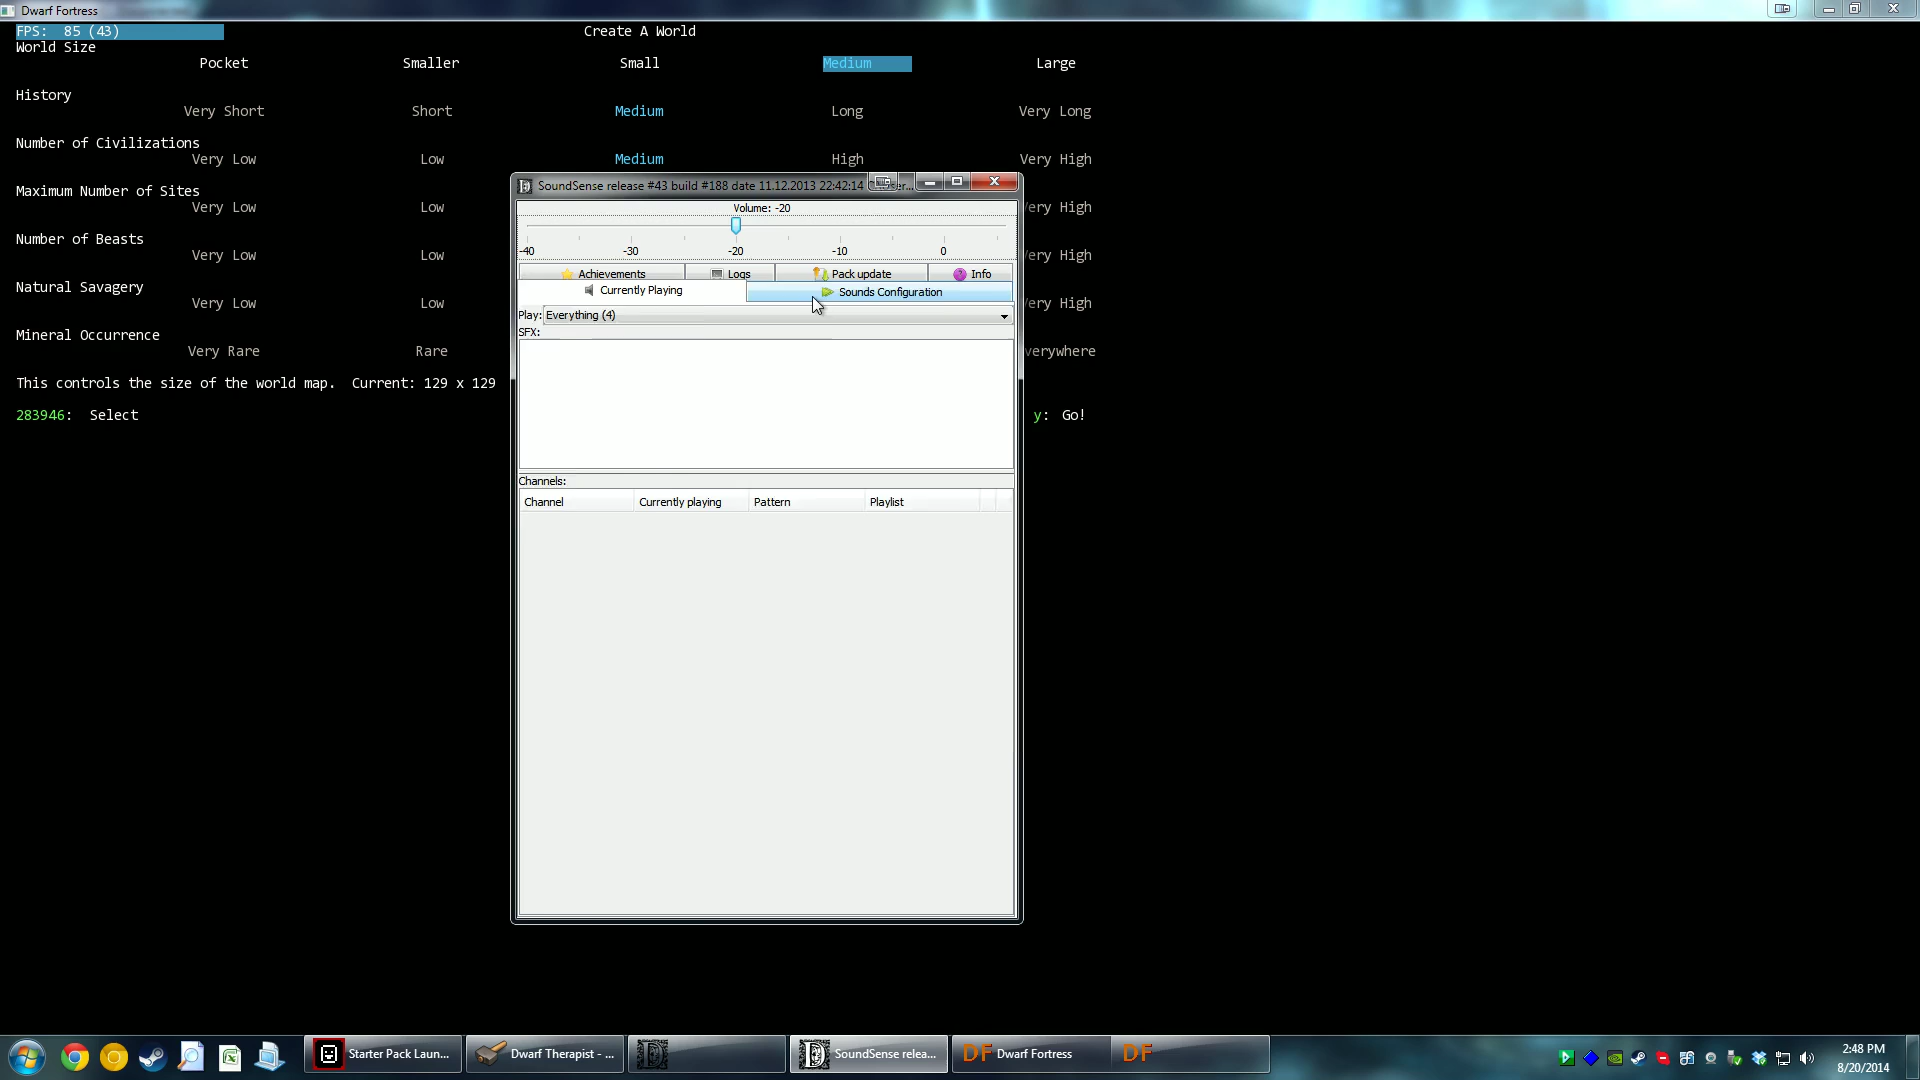 Dwarf Fortress
FPS: 85 (43)
Create A World
World Size
Pocket Smaller Small Medium Large
History
Very Short Short Medium Long Very Long
Number of Civilizations
Very Low Low Medium High Very High
Maximum Number of Sites
Very Low Low ery High
Number of Beasts
Very Low Low ery High
Natural Savagery
Very Low Low ery High
Mineral Occurrence
Very Rare Rare verywhere
This controls the size of the world map. Current: 129 x 129
283946: Select
y: Go!
SoundSense release #43 build #188 date 11.12.2013 22:42:14
Volume: -20
-40 -30 -20 -10 0
Achievements Logs Pack update Info
Currently Playing Sounds Configuration
Play: Everything (4)
SFX:
Channels:
Channel Currently playing Pattern Playlist
Starter Pack Laun... Dwarf Therapist - ... SoundSense relea... DF Dwarf Fortress DF
2:48 PM
8/20/2014